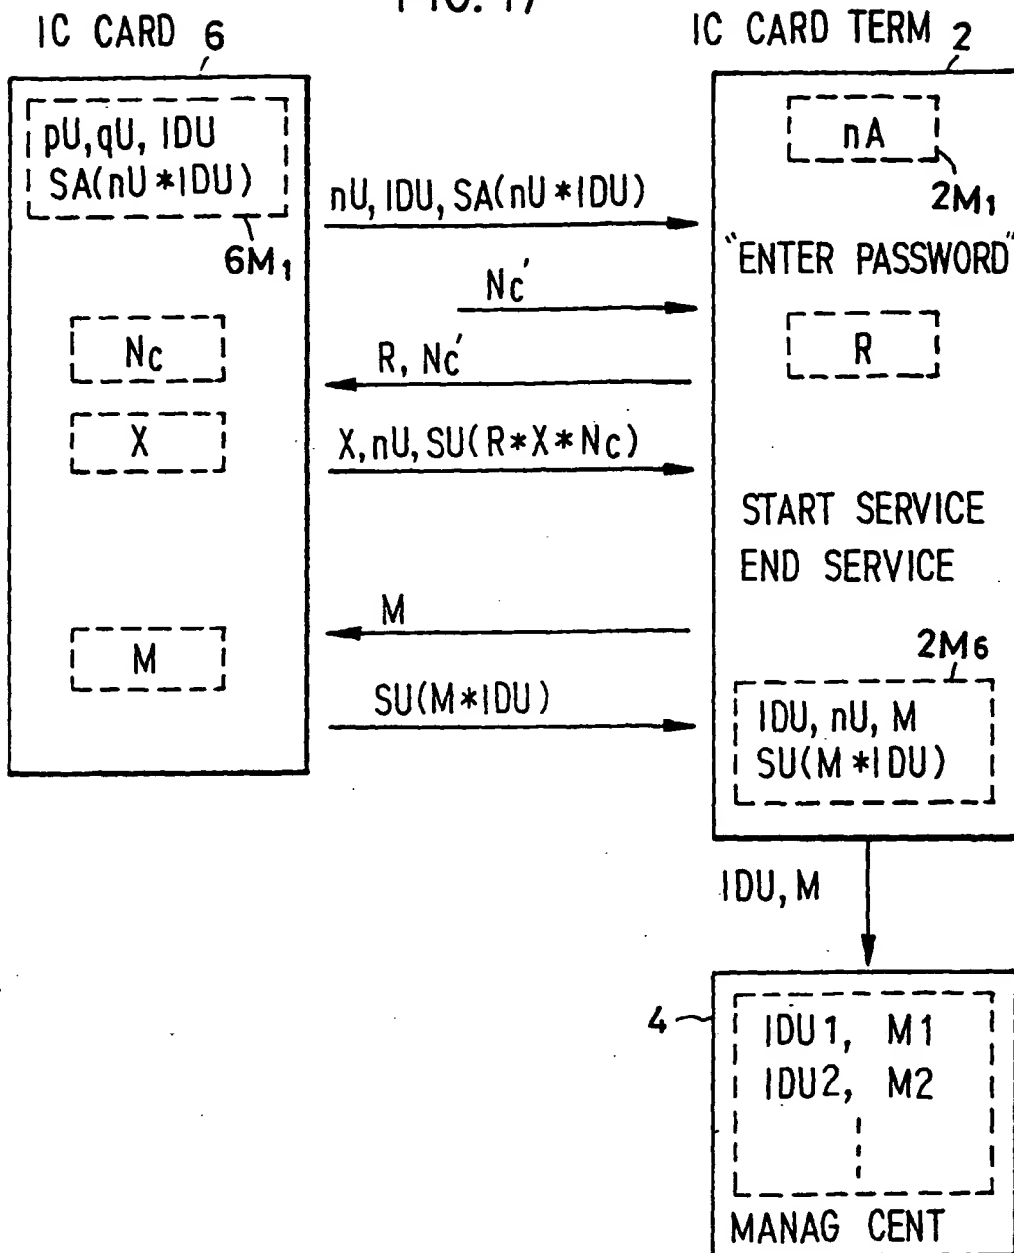 FIG. 17
IC CARD 6
IC CARD TERM 2
pU, qU, IDU
SA(nU*IDU)
6M1
nU, IDU, SA(nU*IDU)
nA
2M1
"ENTER PASSWORD"
Nc'
Nc
R, Nc'
R
X
X, nU, SU(R*X*Nc)
START SERVICE
END SERVICE
M
M
2M6
SU(M*IDU)
IDU, nU, M
SU(M*IDU)
IDU, M
4
IDU1, M1
IDU2, M2
MANAG CENT